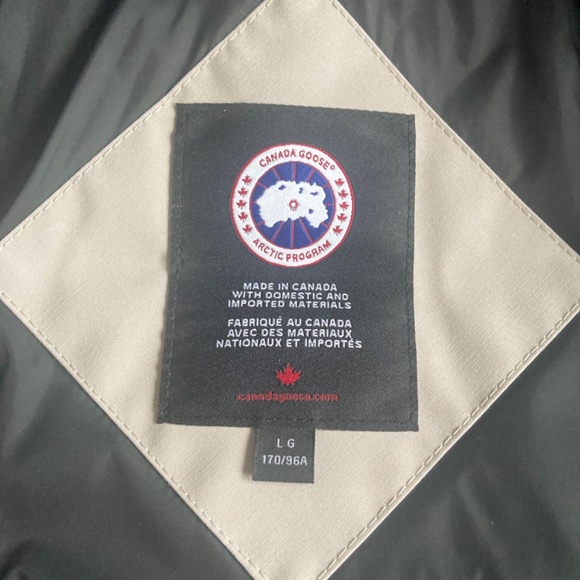 CANADA GOOSE®
ARCTIC PROGRAM
MADE IN CANADA
WITH DOMESTIC AND
IMPORTED MATERIALS
FABRIQUÉ AU CANADA
AVEC DES MATERIAUX
NATIONAUX ET IMPORTÉS
canadagoose.com
LG
170/96A